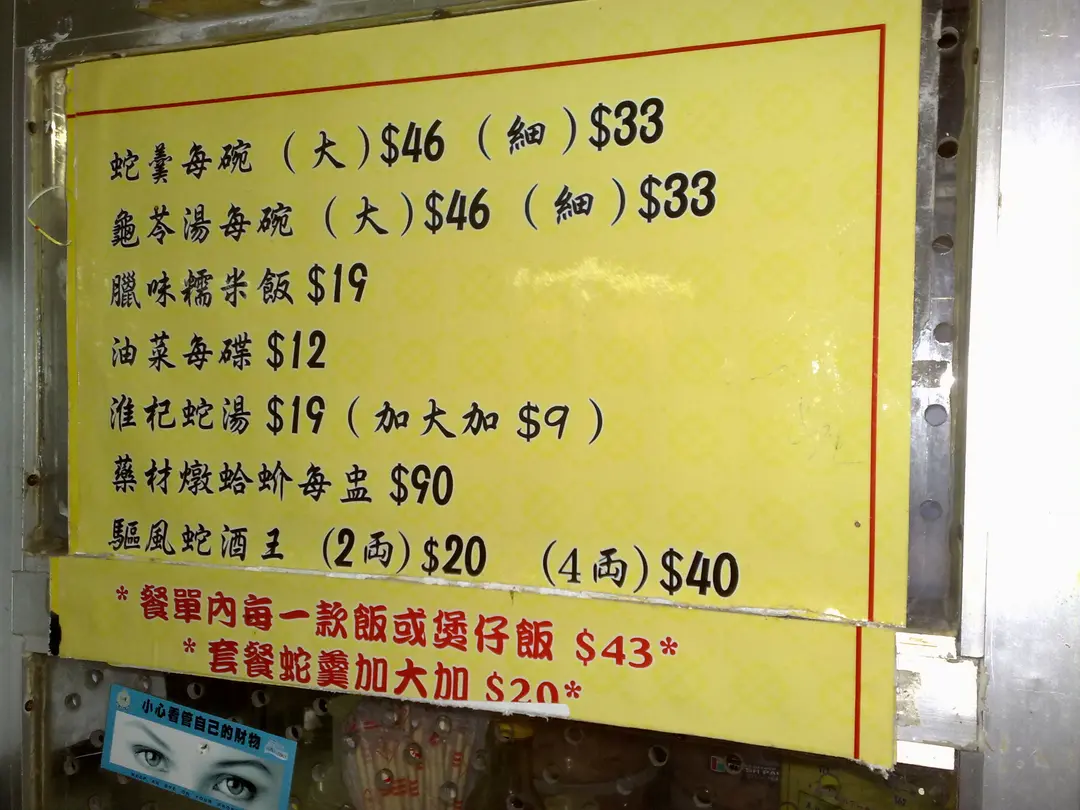 蛇羹每碗 (大)$46 (細)$33
龜苓湯每碗 (大)$46 (細)$33
臘味糯米飯 $19
油菜每碟 $12
淮杞蛇湯 $19 (加大加 $9)
藥材燉蛤蚧每盅 $90
驅風蛇酒王 (2両)$20 (4両)$40
*餐單內每一款飯或煲仔飯 $43*
*套餐蛇羹加大加 $20*
小心看管自己的財物